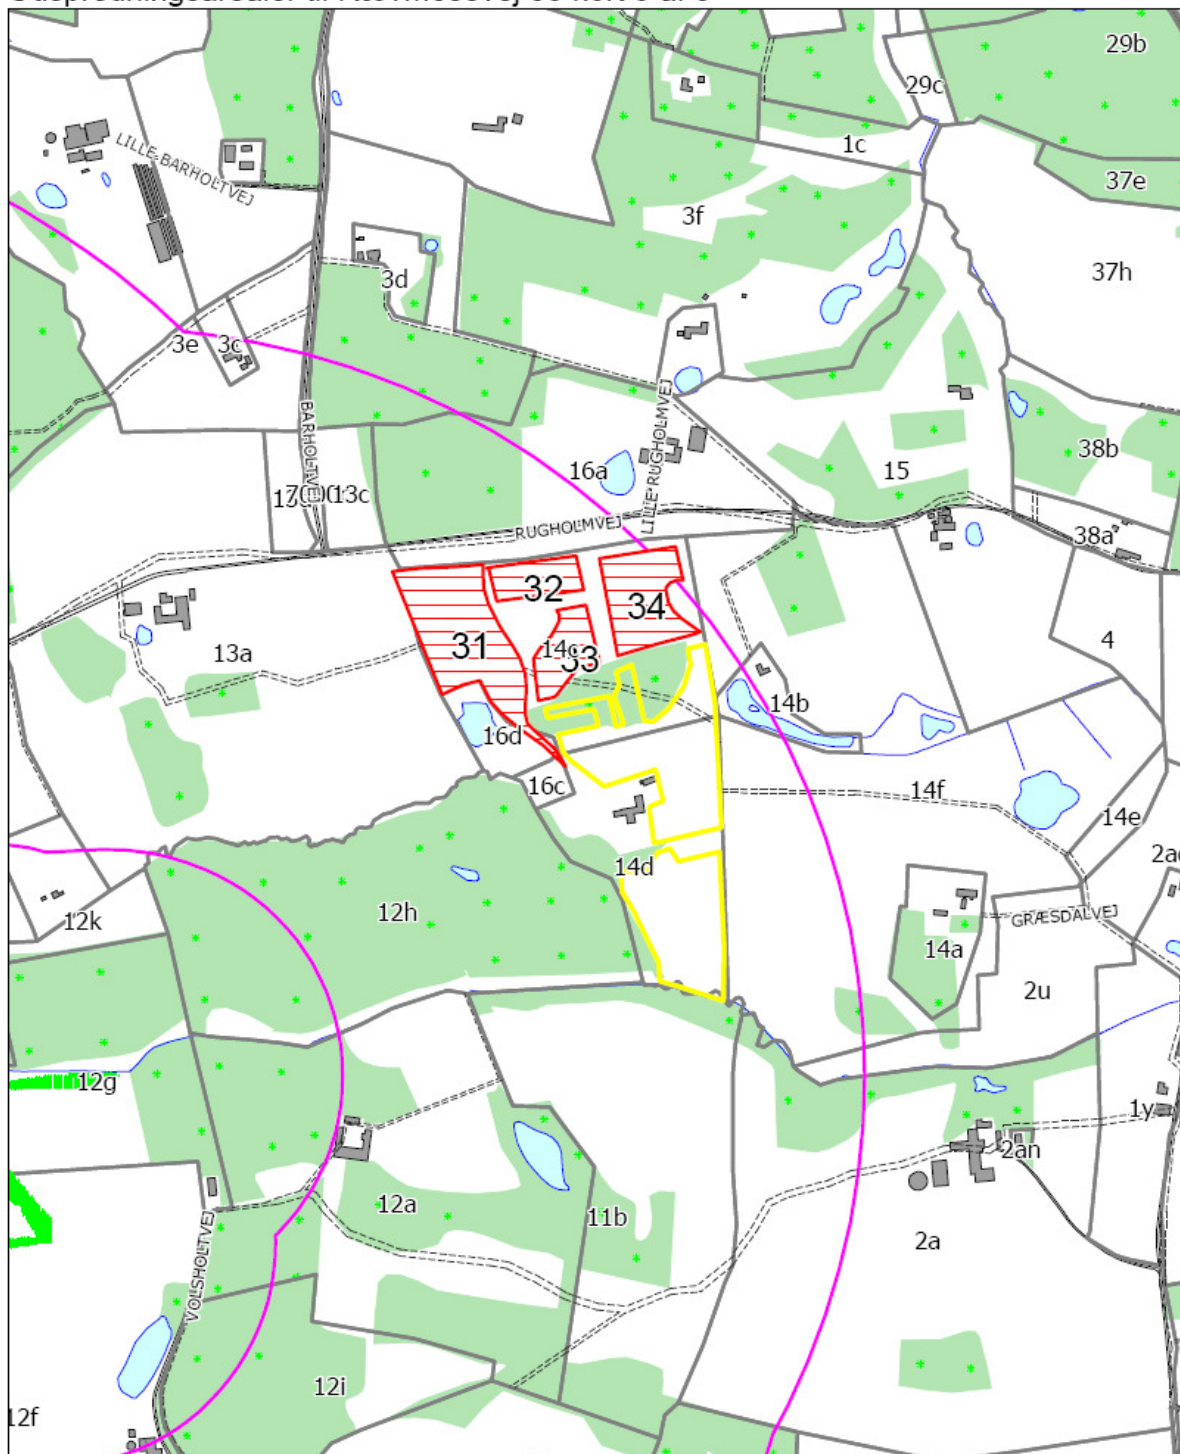 29b
29c
LILLE BARHOLTVEJ
1c
37e
3f
37h
3d
3e
3c
BARHOLTVEJ
LILLE RUGHOLMVEJ
38b
16a
15
13c
RUGHOLMVEJ
38a
32
34
31
14c
33
13a
4
14b
16d
16c
14f
14e
14d
12h
12k
GRÆSDALVEJ
14a
2u
12g
1y
2an
12a
11b
2a
VOLSHOLTVEJ
12i
12f